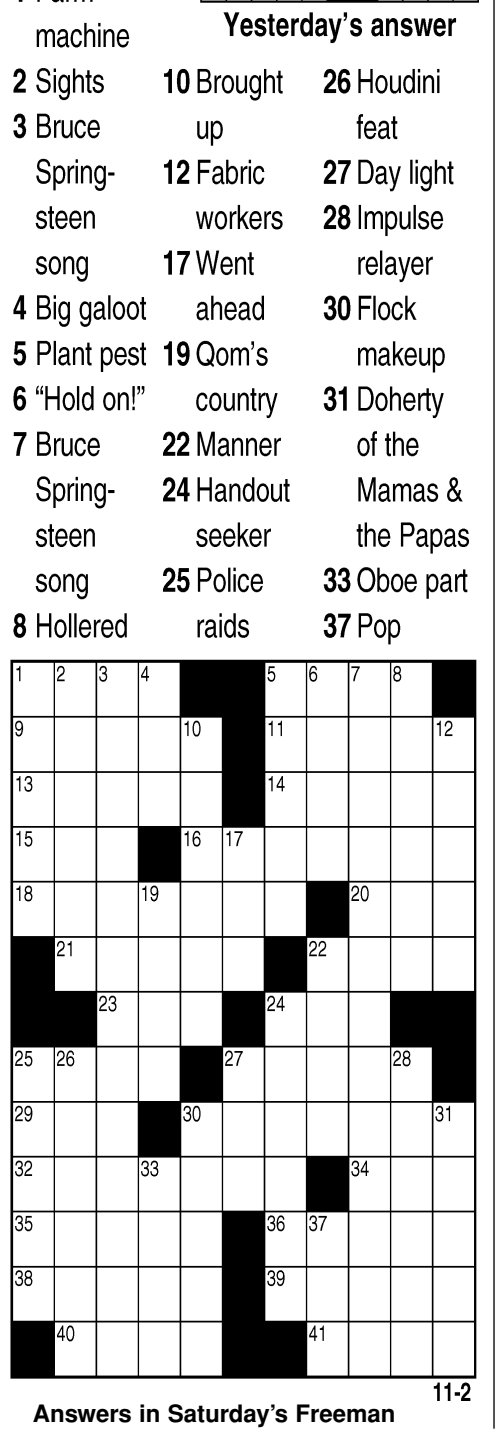 machine
2 Sights
3 Bruce
Spring-
steen
song
4 Big galoot
5 Plant pest
6 “Hold on!”
7 Bruce
Spring-
steen
song
8 Hollered
Yesterday’s answer
10 Brought
up
12 Fabric
workers
17 Went
ahead
19 Qom’s
country
22 Manner
24 Handout
seeker
25 Police
raids
26 Houdini
feat
27 Day light
28 Impulse
relayer
30 Flock
makeup
31 Doherty
of the
Mamas &
the Papas
33 Oboe part
37 Pop
1 2 3 4 5 6 7 8
9 10 11 12
13 14
15 16 17
18 19 20
21 22
23 24
25 26 27 28
29 30 31
32 33 34
35 36 37
38 39
40 41
11-2
Answers in Saturday’s Freeman